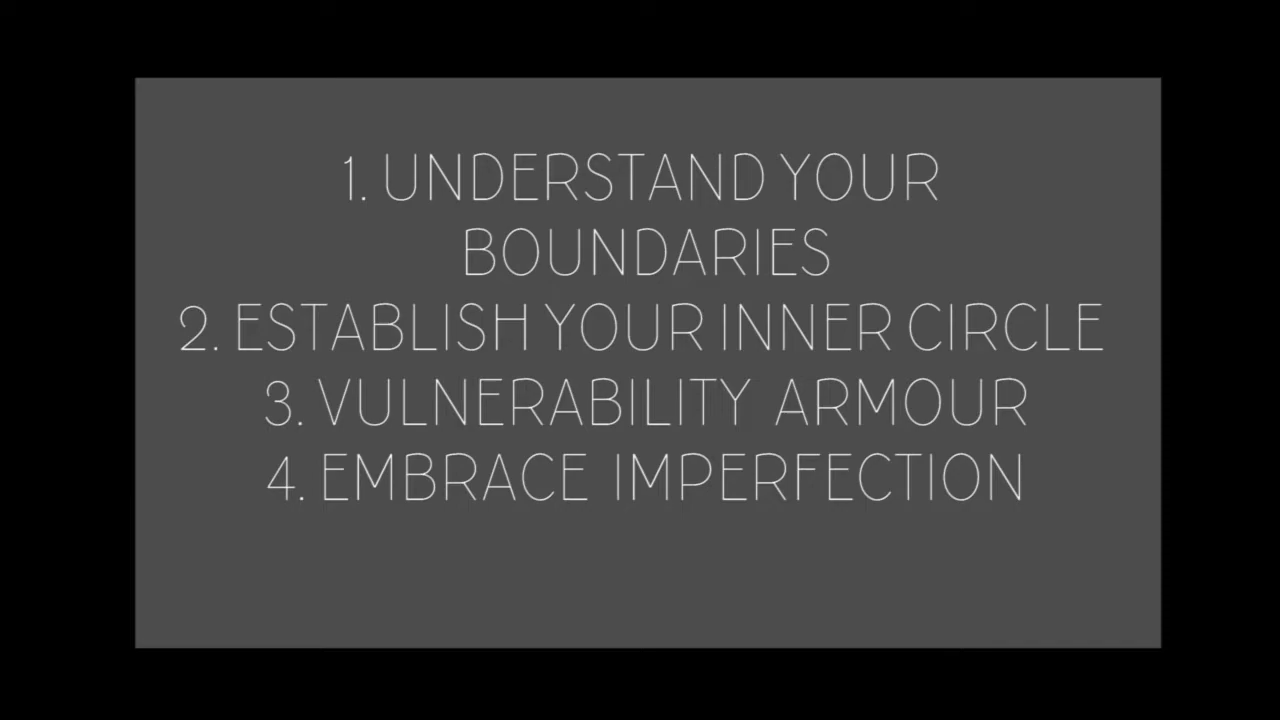 1. UNDERSTAND YOUR
BOUNDARIES
2. ESTABLISH YOUR INNER CIRCLE
3. VULNERABILITY ARMOUR
4. EMBRACE IMPERFECTION